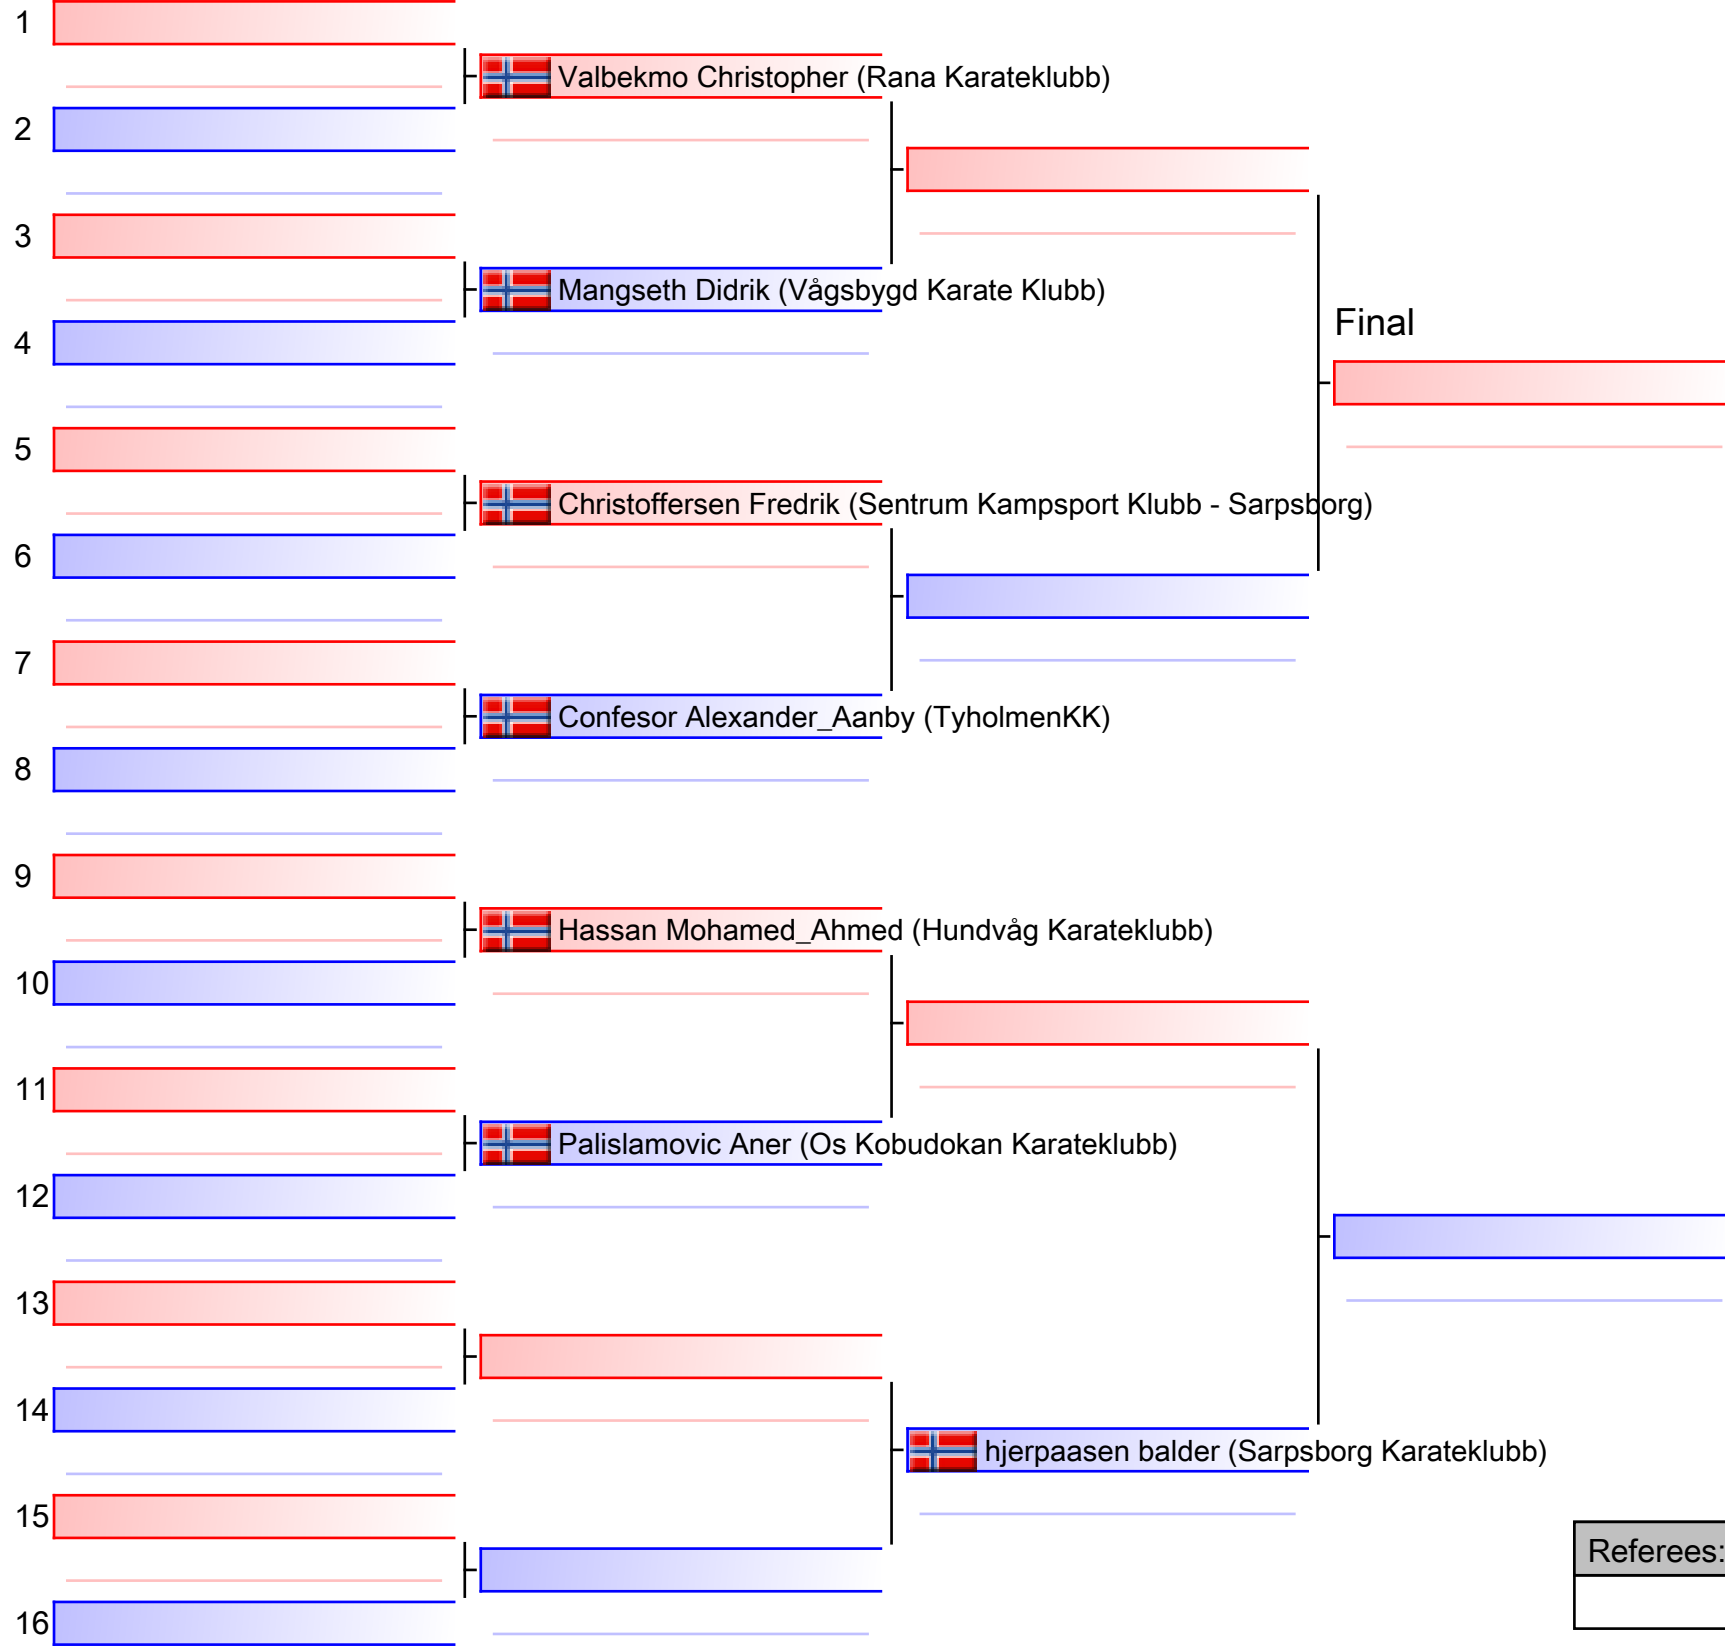 1
Valbekmo Christopher (Rana Karateklubb)
2
3
Mangseth Didrik (Vågsbygd Karate Klubb)
Final
4
5
Christoffersen Fredrik (Sentrum Kampsport Klubb - Sarpsborg)
6
7
Confesor Alexander_Aanby (TyholmenKK)
8
9
Hassan Mohamed_Ahmed (Hundvåg Karateklubb)
10
11
Palislamovic Aner (Os Kobudokan Karateklubb)
12
13
14
hjerpaasen balder (Sarpsborg Karateklubb)
15
Referees:
16